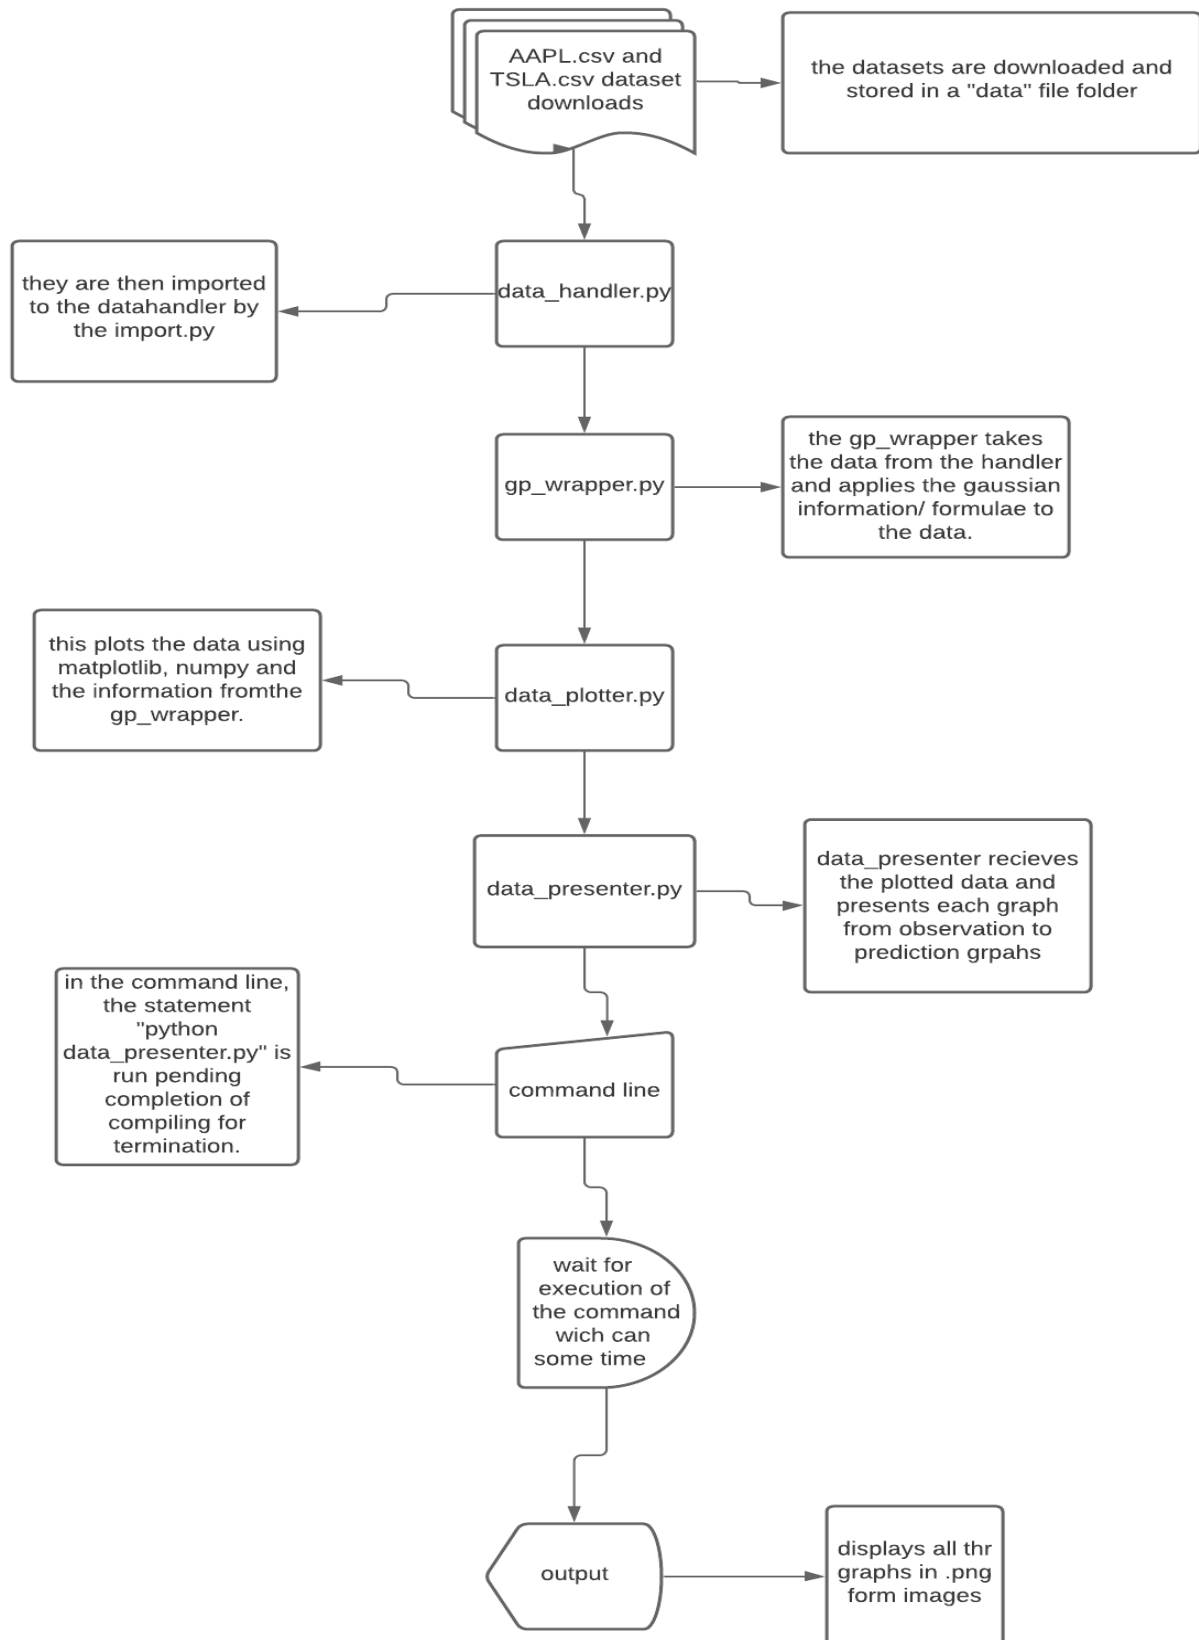 AAPL.csv and
TSLA.csv dataset
downloads
the datasets are downloaded and
stored in a "data" file folder
data_handler.py
they are then imported
to the datahandler by
the import.py
gp_wrapper.py
the gp_wrapper takes
the data from the handler
and applies the gaussian
information/ formulae to
the data.
data_plotter.py
this plots the data using
matplotlib, numpy and
the information fromthe
gp_wrapper.
data_presenter.py
data_presenter recieves
the plotted data and
presents each graph
from observation to
prediction grpahs
command line
in the command line,
the statement
"python
data_presenter.py" is
run pending
completion of
compiling for
termination.
wait for
execution of
the command
wich can
some time
output
displays all thr
graphs in .png
form images